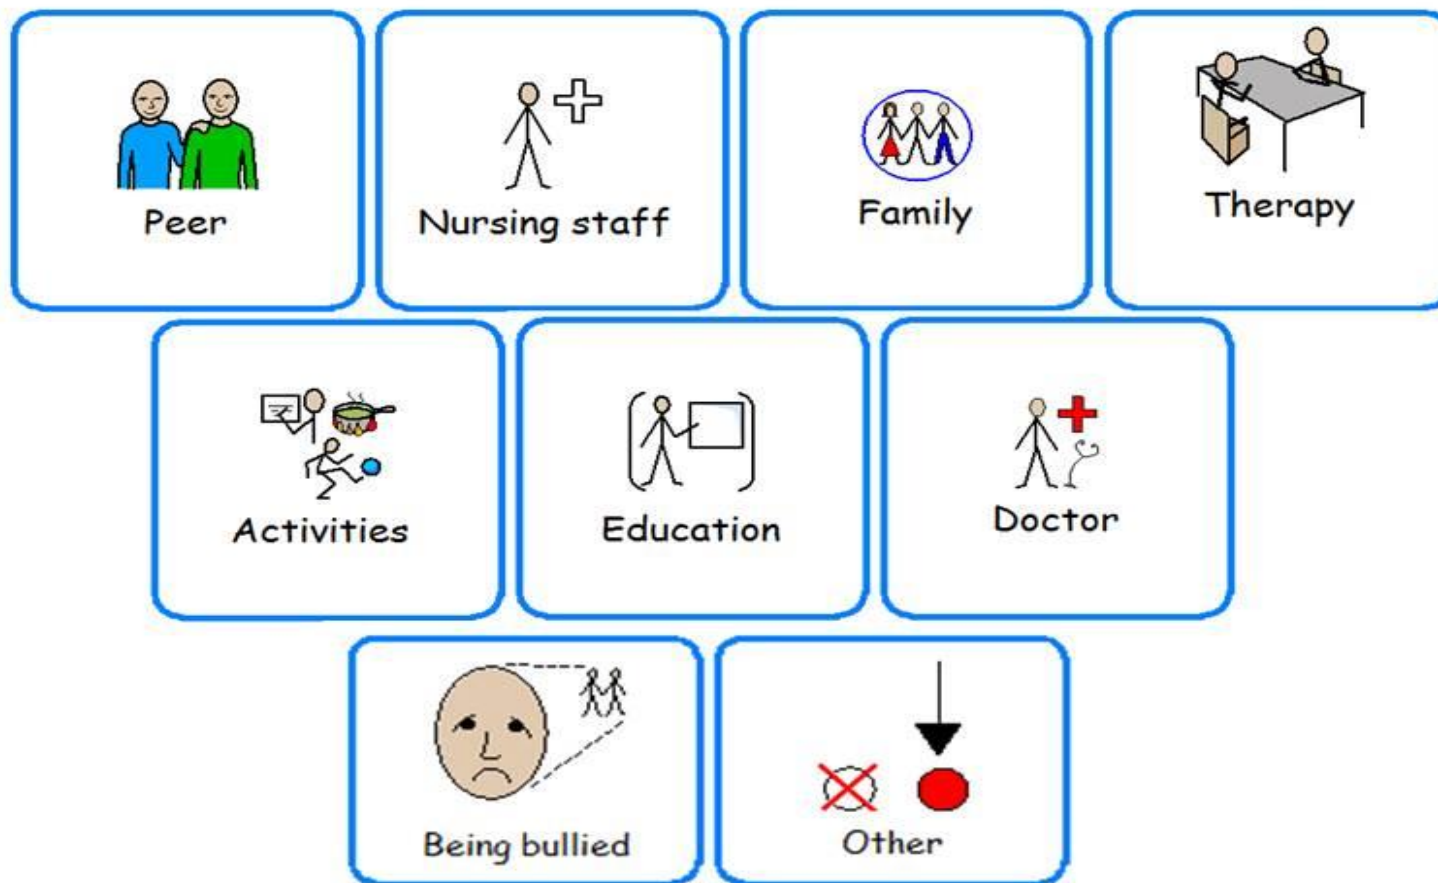 Peer
Nursing staff
Family
Therapy
Activities
Education
Doctor
Being bullied
Other